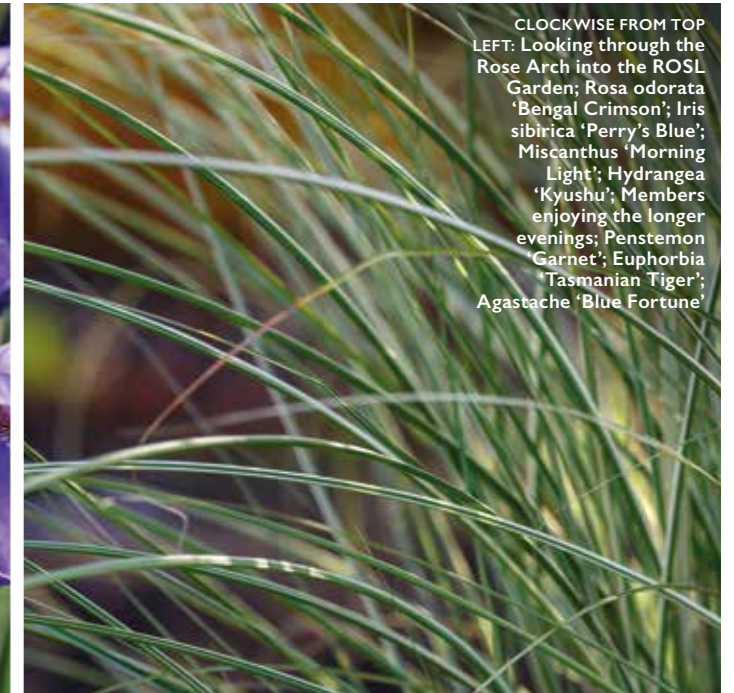 CLOCKWISE FROM TOP
LEFT: Looking through the
Rose Arch into the ROSL
Garden; Rosa odorata
‘Bengal Crimson’; Iris
sibirica ‘Perry’s Blue’;
Miscanthus ‘Morning
Light’; Hydrangea
‘Kyushu’; Members
enjoying the longer
evenings; Penstemon
‘Garnet’; Euphorbia
‘Tasmanian Tiger’;
Agastache ‘Blue Fortune’